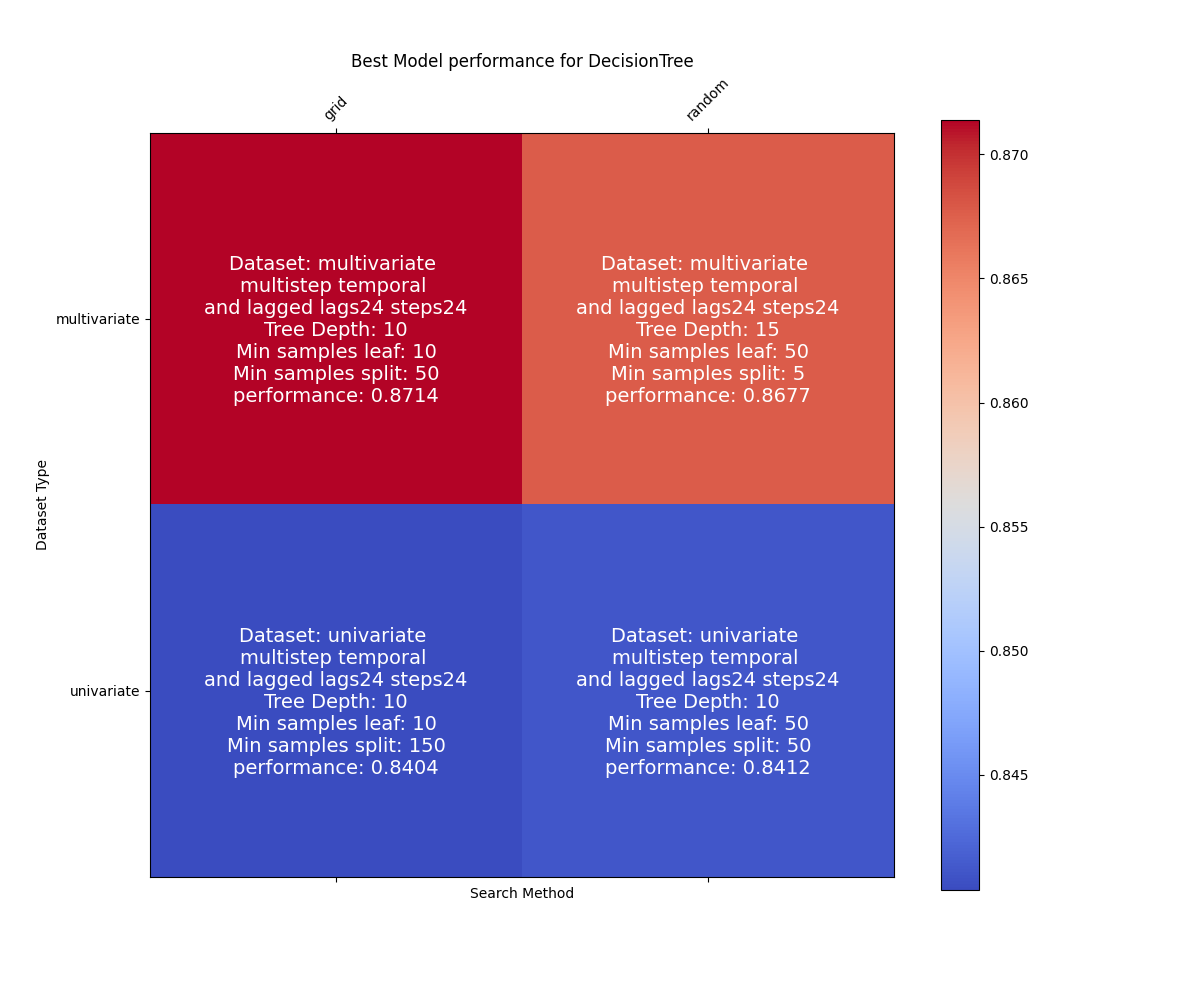 Best Model performance for DecisionTree
grid
random
Dataset Type
multivariate
Dataset: multivariate
multistep temporal
and lagged lags24 steps24
Tree Depth: 10
Min samples leaf: 10
Min samples split: 50
performance: 0.8714
Dataset: multivariate
multistep temporal
and lagged lags24 steps24
Tree Depth: 15
Min samples leaf: 50
Min samples split: 5
performance: 0.8677
univariate
Dataset: univariate
multistep temporal
and lagged lags24 steps24
Tree Depth: 10
Min samples leaf: 10
Min samples split: 150
performance: 0.8404
Dataset: univariate
multistep temporal
and lagged lags24 steps24
Tree Depth: 10
Min samples leaf: 50
Min samples split: 50
performance: 0.8412
Search Method
0.870
0.865
0.860
0.855
0.850
0.845